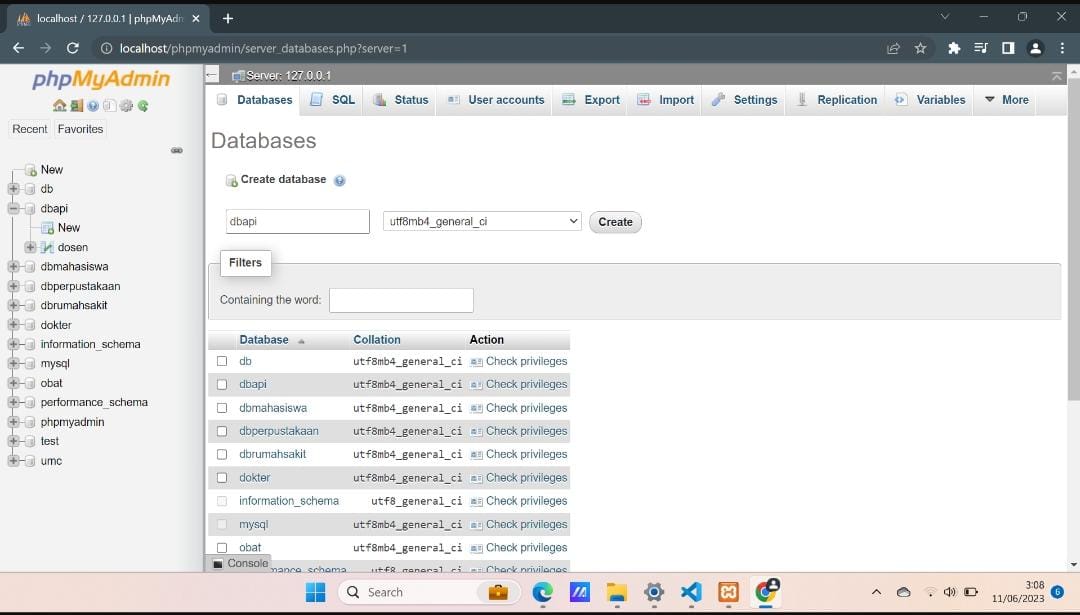 localhost / 127.0.0.1 | phpMyAdm
localhost/phpmyadmin/server_databases.php?server=1
phpMyAdmin
Recent Favorites
New
db
dbapi
New
dosen
dbmahasiswa
dbperpustakaan
dbrumahsakit
dokter
information_schema
mysql
obat
performance_schema
phpmyadmin
test
umc
Server: 127.0.0.1
Databases SQL Status User accounts Export Import Settings Replication Variables More
Databases
Create database
dbapi utf8mb4_general_ci Create
Filters
Containing the word:
Database Collation Action
db utf8mb4_general_ci Check privileges
dbapi utf8mb4_general_ci Check privileges
dbmahasiswa utf8mb4_general_ci Check privileges
dbperpustakaan utf8mb4_general_ci Check privileges
dbrumahsakit utf8mb4_general_ci Check privileges
dokter utf8mb4_general_ci Check privileges
information_schema utf8_general_ci Check privileges
mysql utf8mb4_general_ci Check privileges
obat utf8mb4_general_ci Check privileges
Console
mance_schema utf8_general_ci Check privileges
Search
3:08
11/06/2023 6